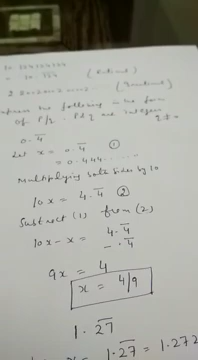 (Rational)
Express the following in the form
of P/q. P & q are integers
q ≠ 0
0.4̅
Let x = 0.4̅ ①
= 0.444......
Multiplying both sides by 10
10x = 4.4̅ ②
Subtract (1) from (2)
10x - x = 4.4̅
- .4̅
9x = 4
x = 4/9
1.2̅7̅
x = 1.2̅7̅ = 1.272